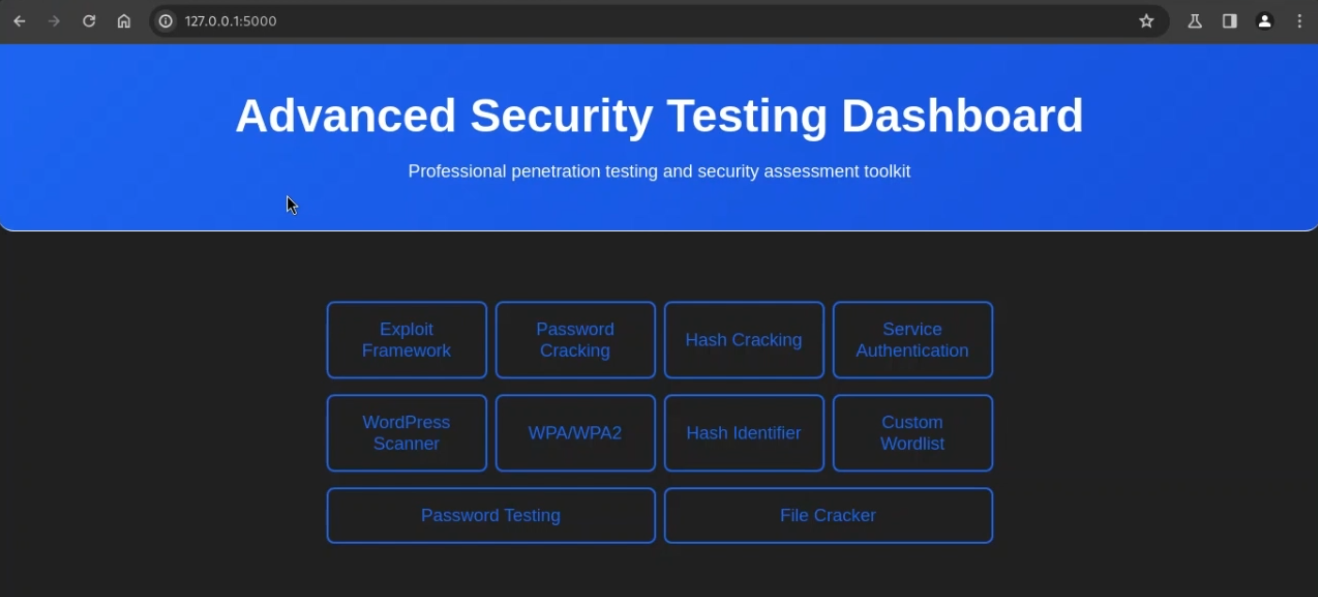 127.0.0.1:5000
Advanced Security Testing Dashboard
Professional penetration testing and security assessment toolkit
Exploit
Framework
Password
Cracking
Hash Cracking
Service
Authentication
WordPress
Scanner
WPA/WPA2
Hash Identifier
Custom
Wordlist
Password Testing
File Cracker